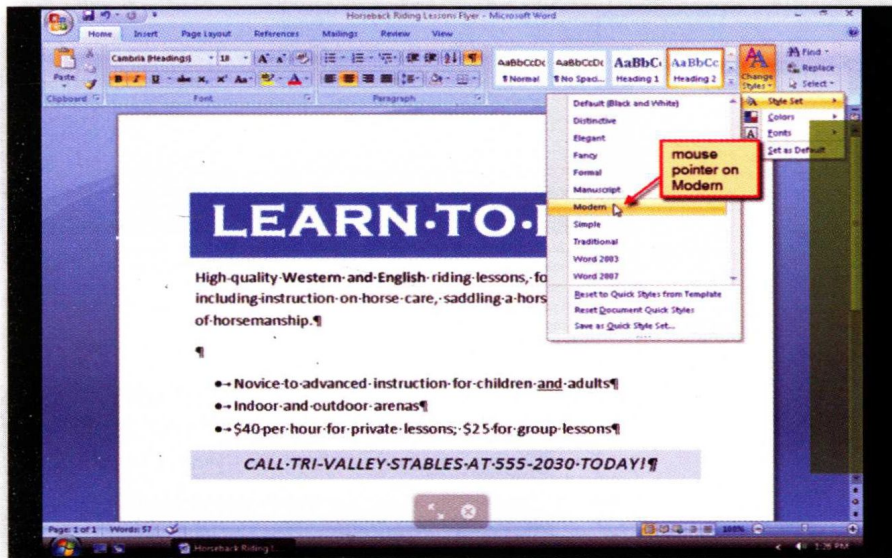 Horseback Riding Lessons Flyer - Microsoft Word
Home Insert Page Layout References Mailings Review View
Cambria (Headings) 18
Paste
Clipboard Font Paragraph
AaBbCcDc AaBbCcDc AaBbC AaBbCc
¶ Normal ¶ No Spaci... Heading 1 Heading 2
Change Styles
Find
Replace
Select
Style Set
Colors
Fonts
Set as Default
Default (Black and White)
Distinctive
Elegant
Fancy
Formal
Manuscript
Modern
Simple
Traditional
Word 2003
Word 2007
Reset to Quick Styles from Template
Reset Document Quick Styles
Save as Quick Style Set...
mouse
pointer on
Modern
LEARN·TO·
High-quality·Western·and·English·riding·lessons,·fo
including·instruction·on·horse·care,·saddling·a·hors
of·horsemanship.¶
¶
Novice·to·advanced·instruction·for·children·and·adults¶
Indoor·and·outdoor·arenas¶
$40·per·hour·for·private·lessons;·$25·for·group·lessons¶
CALL·TRI-VALLEY·STABLES·AT·555-2030·TODAY!¶
Page: 1 of 1 Words: 57
100%
Horseback Riding L...
1:26 PM